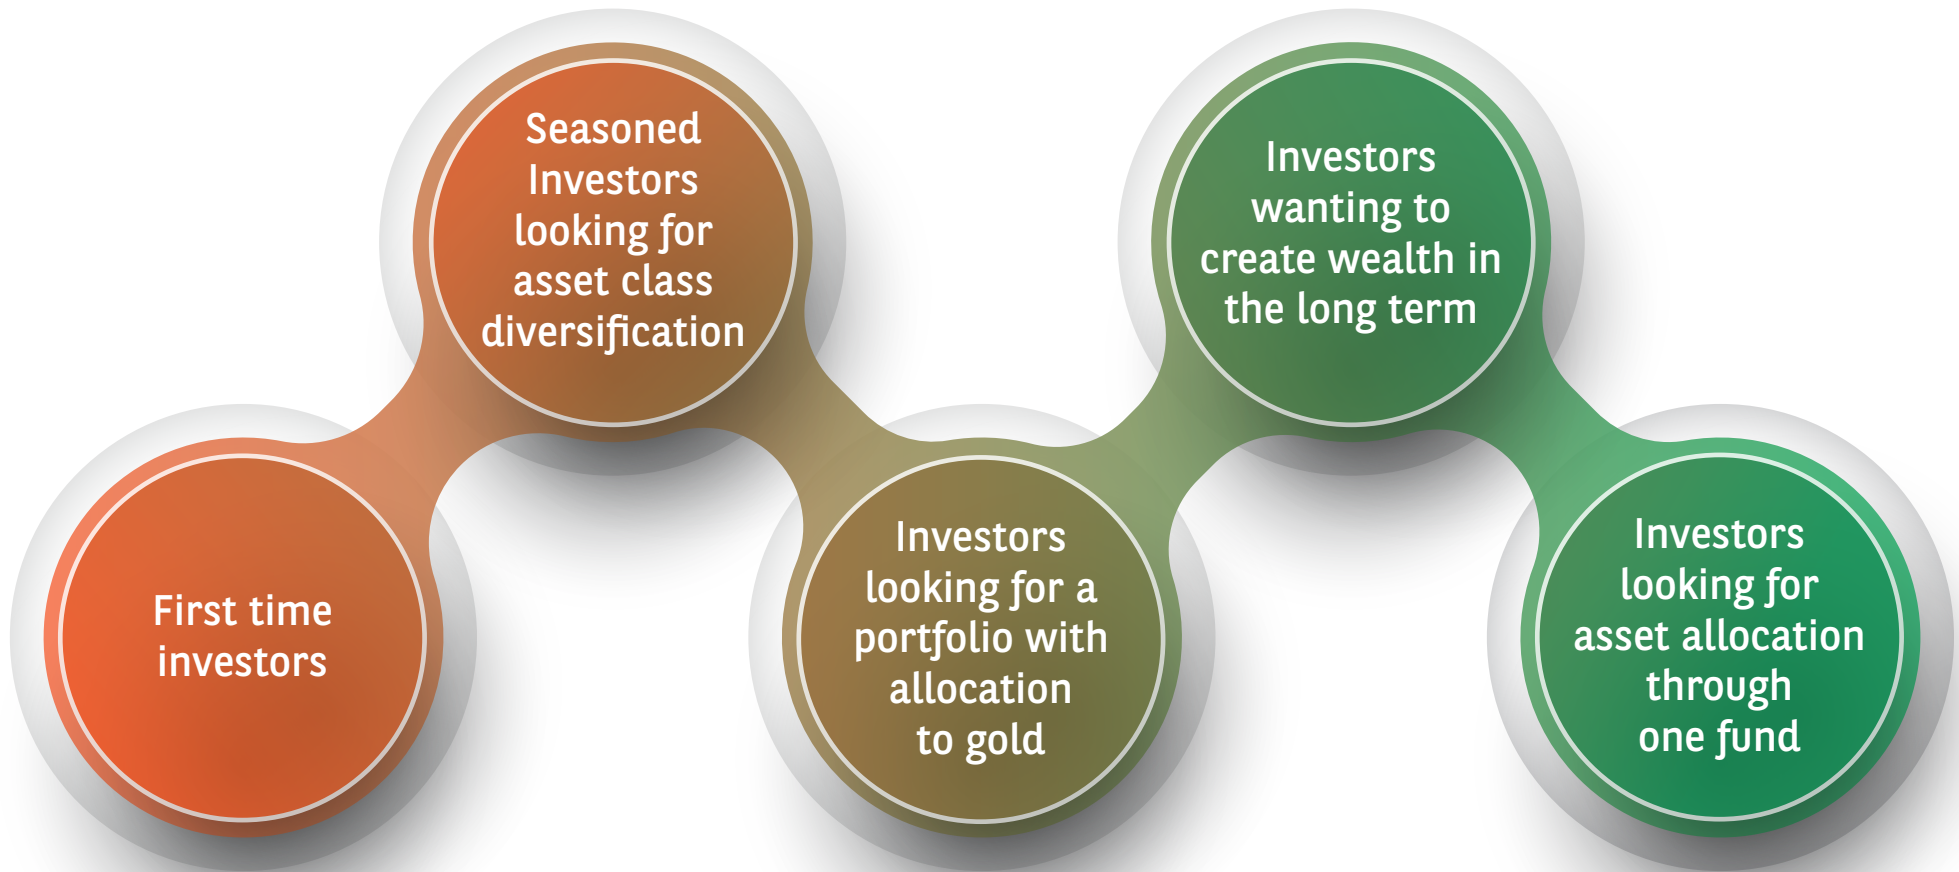 First time
investors
Seasoned
Investors
looking for
asset class
diversification
Investors
looking for a
portfolio with
allocation
to gold
Investors
wanting to
create wealth in
the long term
Investors
looking for
asset allocation
through
one fund